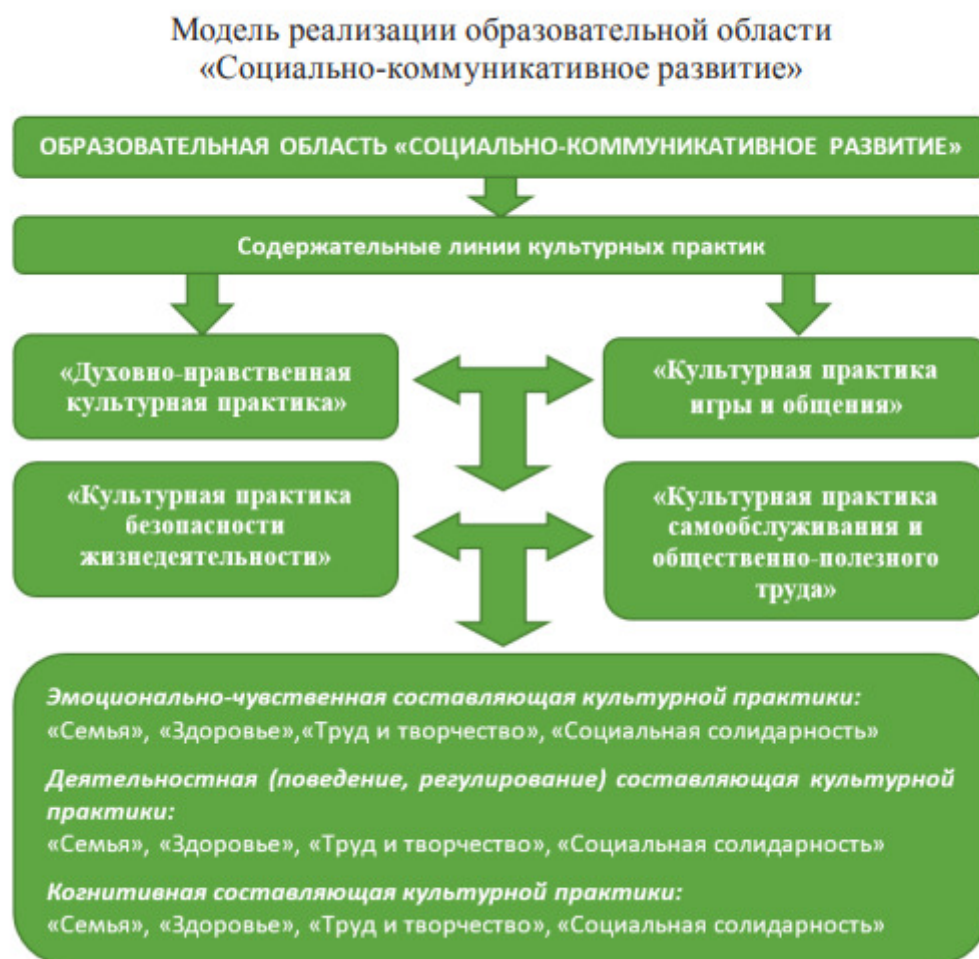 Модель реализации образовательной области
«Социально-коммуникативное развитие»
ОБРАЗОВАТЕЛЬНАЯ ОБЛАСТЬ «СОЦИАЛЬНО-КОММУНИКАТИВНОЕ РАЗВИТИЕ»
Содержательные линии культурных практик
«Духовно-нравственная
культурная практика»
«Культурная практика
игры и общения»
«Культурная практика
безопасности
жизнедеятельности»
«Культурная практика
самообслуживания и
общественно-полезного
труда»
Эмоционально-чувственная составляющая культурной практики:
«Семья», «Здоровье»,«Труд и творчество», «Социальная солидарность»
Деятельностная (поведение, регулирование) составляющая культурной
практики:
«Семья», «Здоровье», «Труд и творчество», «Социальная солидарность»
Когнитивная составляющая культурной практики:
«Семья», «Здоровье», «Труд и творчество», «Социальная солидарность»